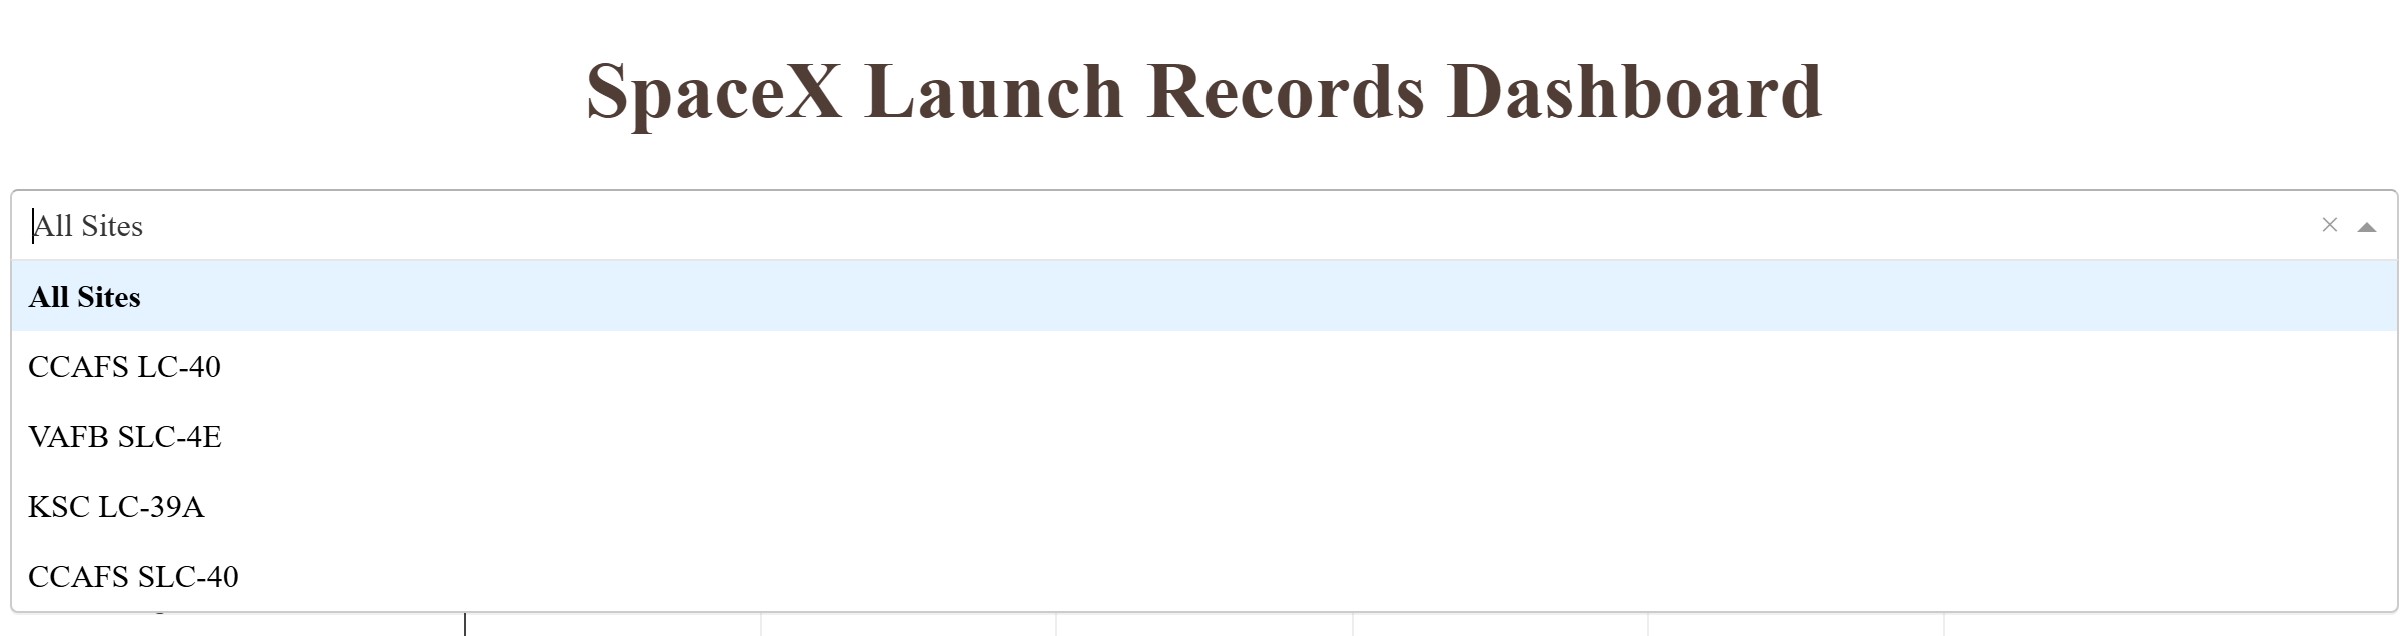 SpaceX Launch Records Dashboard
All Sites
All Sites
CCAFS LC-40
VAFB SLC-4E
KSC LC-39A
CCAFS SLC-40